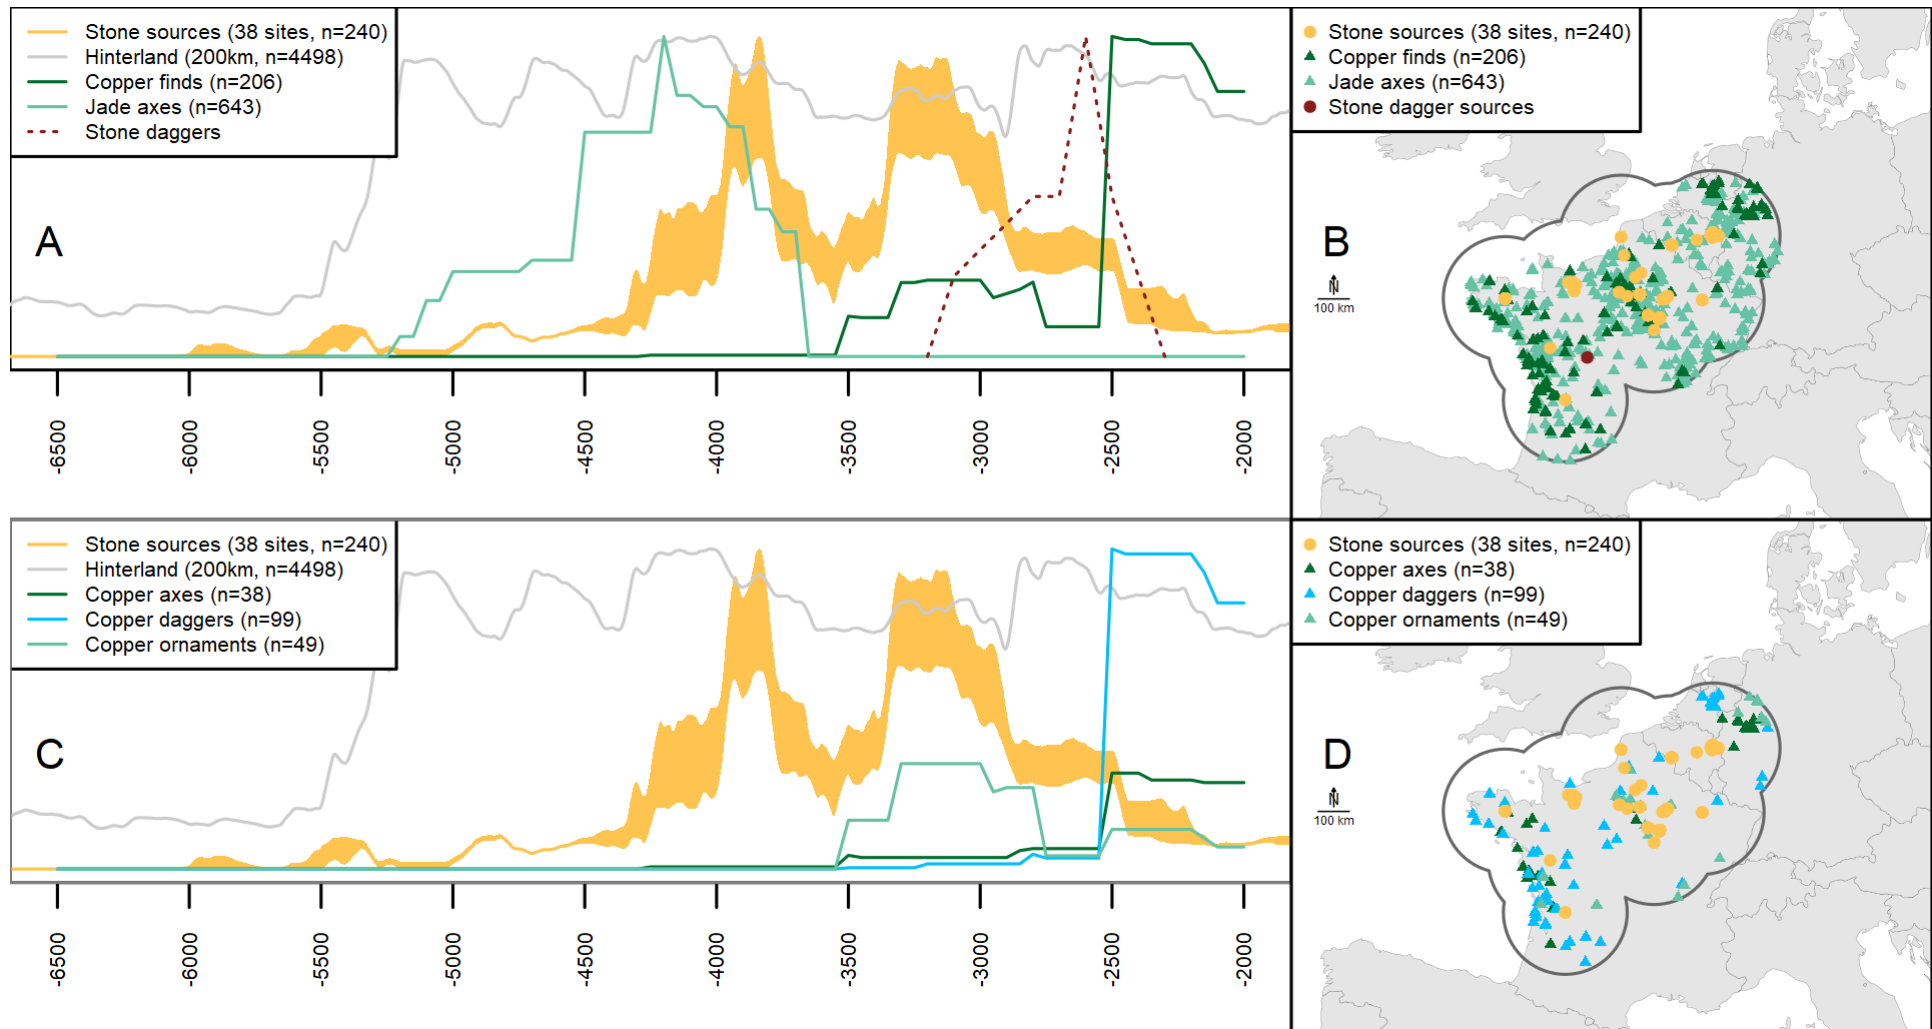 Stone sources (38 sites, n=240)
Hinterland (200km, n=4498)
Copper finds (n=206)
Jade axes (n=643)
Stone daggers
A
-6500
-6000
-5500
-5000
-4500
-4000
-3500
-3000
-2500
-2000
Stone sources (38 sites, n=240)
Copper finds (n=206)
Jade axes (n=643)
Stone dagger sources
B
N
100 km
Stone sources (38 sites, n=240)
Hinterland (200km, n=4498)
Copper axes (n=38)
Copper daggers (n=99)
Copper ornaments (n=49)
C
-6500
-6000
-5500
-5000
-4500
-4000
-3500
-3000
-2500
-2000
Stone sources (38 sites, n=240)
Copper axes (n=38)
Copper daggers (n=99)
Copper ornaments (n=49)
D
N
100 km